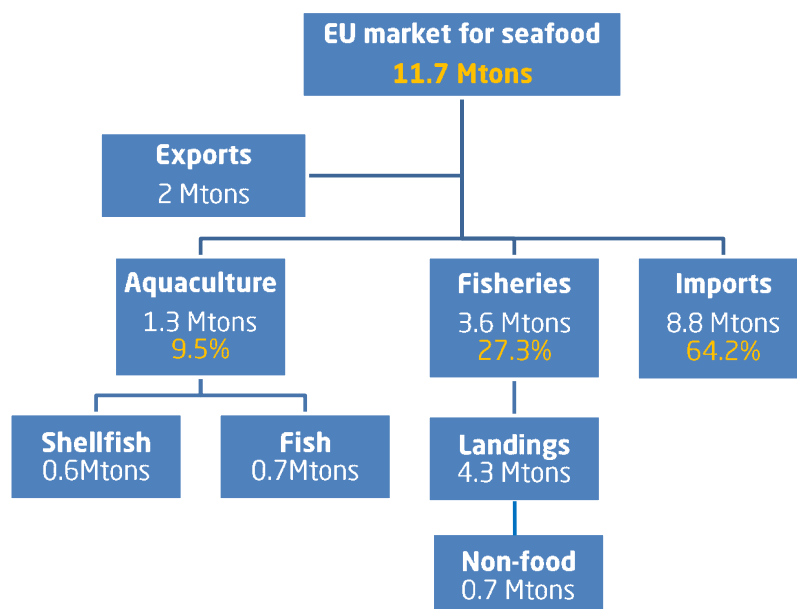 EU market for seafood
11.7 Mtons
Exports
2 Mtons
Aquaculture
1.3 Mtons
9.5%
Fisheries
3.6 Mtons
27.3%
Imports
8.8 Mtons
64.2%
Shellfish
0.6Mtons
Fish
0.7Mtons
Landings
4.3 Mtons
Non-food
0.7 Mtons